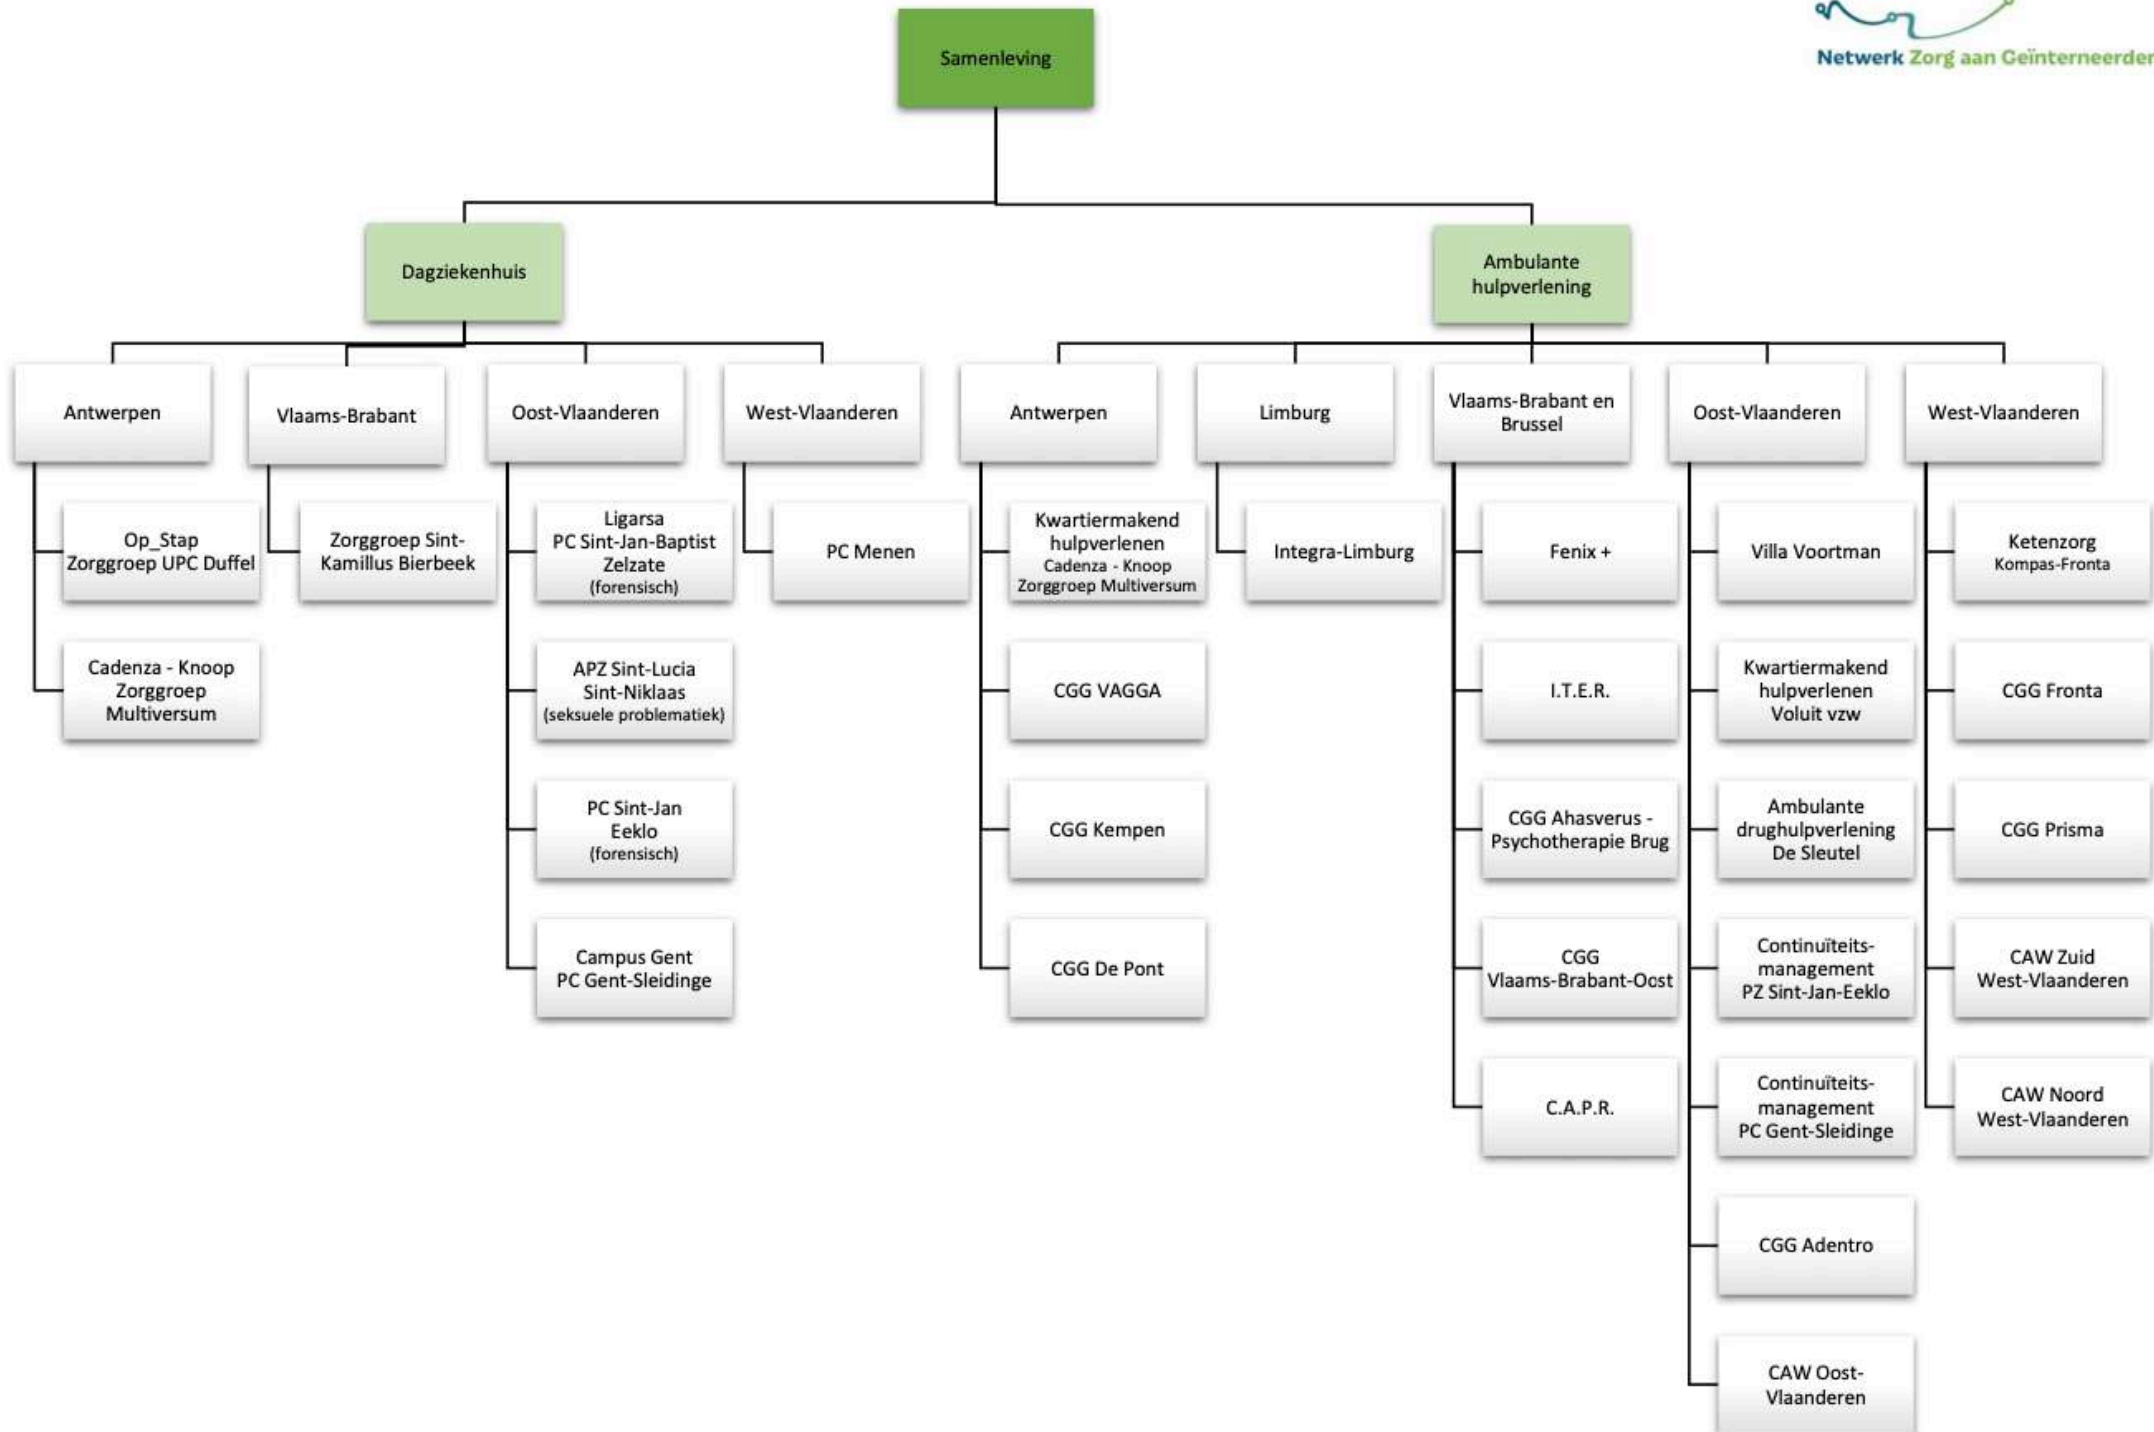 Netwerk Zorg aan Geïnterneerden
Samenleving
Dagziekenhuis
Antwerpen
Op_Stap
Zorggroep UPC Duffel
Cadenza - Knoop
Zorggroep
Multiversum
Vlaams-Brabant
Zorggroep Sint-
Kamillus Bierbeek
Oost-Vlaanderen
Ligarsa
PC Sint-Jan-Baptist
Zelzate
(forensisch)
APZ Sint-Lucia
Sint-Niklaas
(seksuele problematiek)
PC Sint-Jan
Eeklo
(forensisch)
Campus Gent
PC Gent-Sleidinge
West-Vlaanderen
PC Menen
Ambulante
hulpverlening
Antwerpen
Kwartiermakend
hulpverlenen
Cadenza - Knoop
Zorggroep Multiversum
CGG VAGGA
CGG Kempen
CGG De Pont
Limburg
Integra-Limburg
Vlaams-Brabant en
Brussel
Fenix +
I.T.E.R.
CGG Ahasverus -
Psychotherapie Brug
CGG
Vlaams-Brabant-Oost
C.A.P.R.
Oost-Vlaanderen
Villa Voortman
Kwartiermakend
hulpverlenen
Voluit vzw
Ambulante
drughulpverlening
De Sleutel
Continuïteits-
management
PZ Sint-Jan-Eeklo
Continuïteits-
management
PC Gent-Sleidinge
CGG Adentro
CAW Oost-
Vlaanderen
West-Vlaanderen
Ketenzorg
Kompas-Fronta
CGG Fronta
CGG Prisma
CAW Zuid
West-Vlaanderen
CAW Noord
West-Vlaanderen